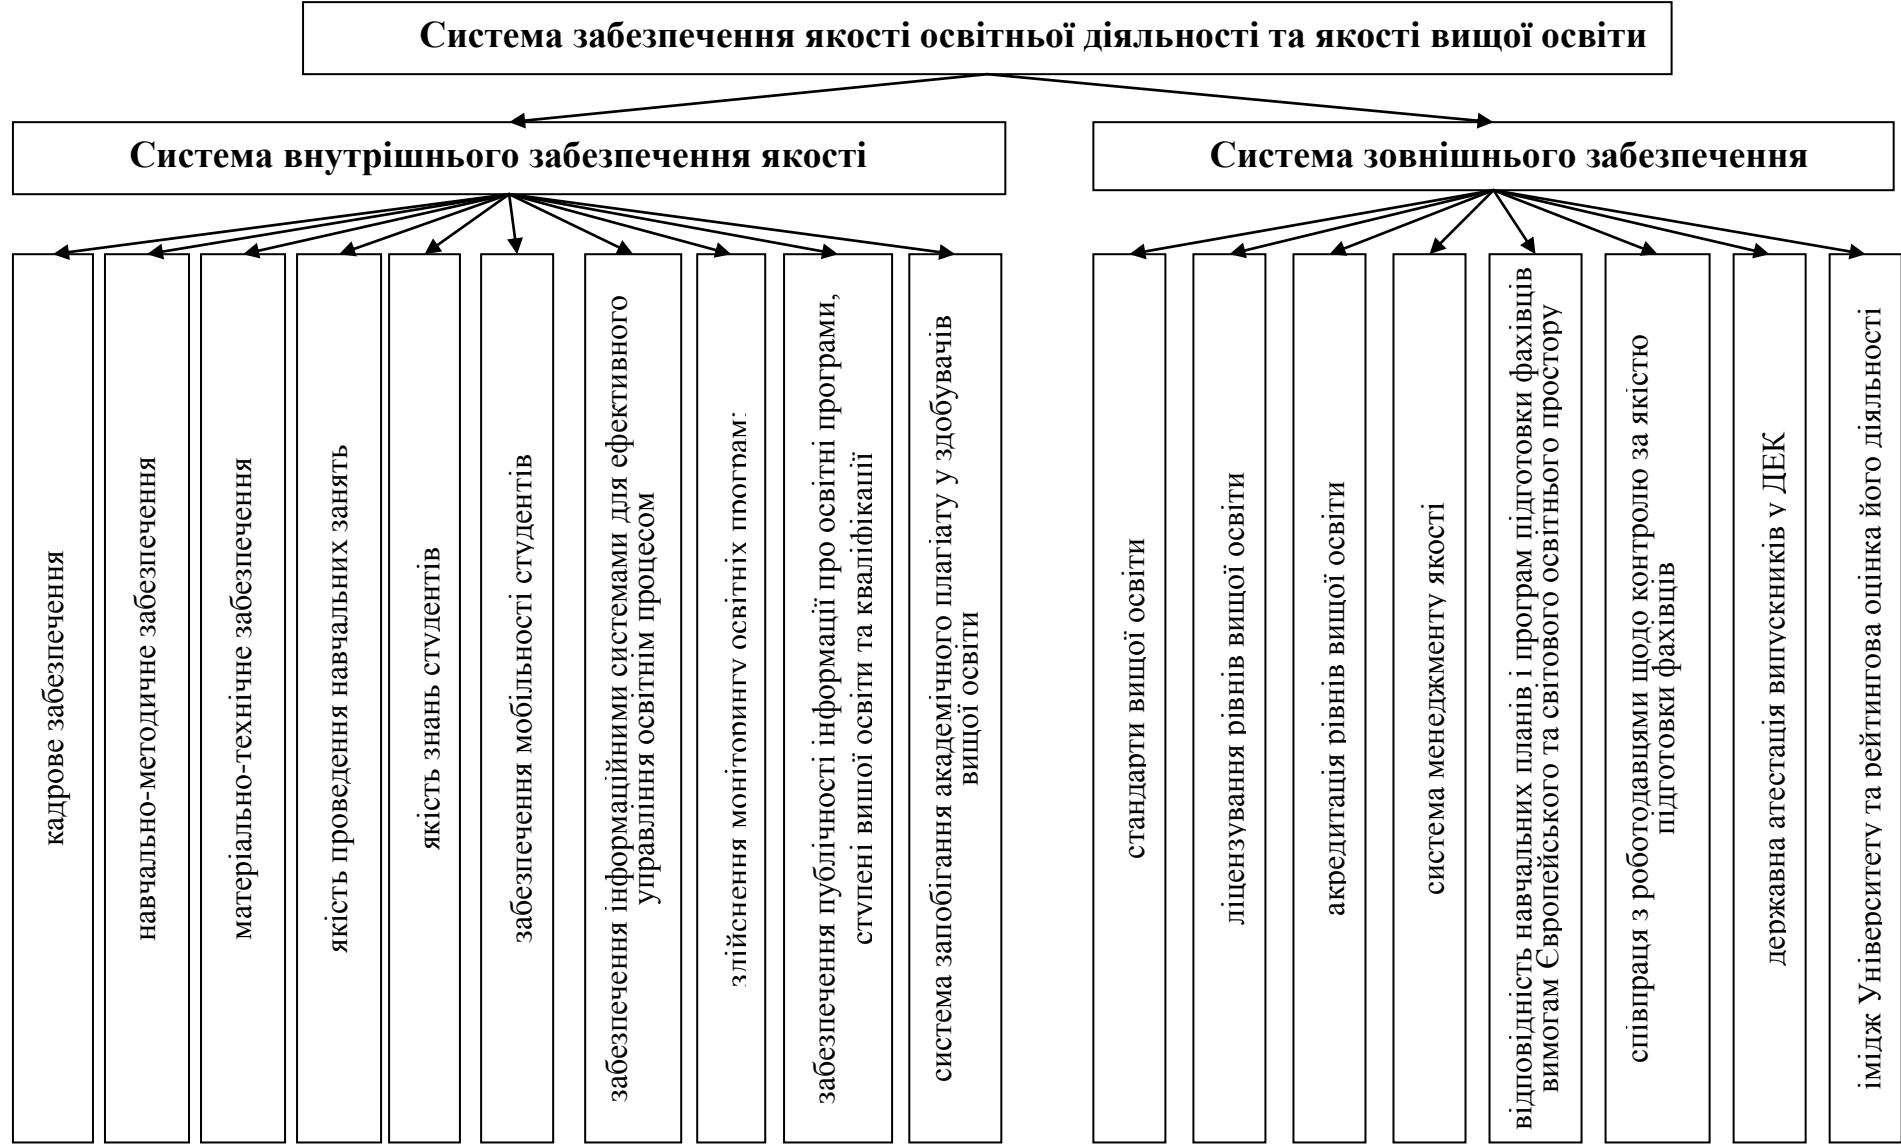 Система забезпечення якості освітньої діяльності та якості вищої освіти
Система внутрішнього забезпечення якості
Система зовнішнього забезпечення
кадрове забезпечення
навчально-методичне забезпечення
матеріально-технічне забезпечення
якість проведення навчальних занять
якість знань студентів
забезпечення мобільності студентів
забезпечення інформаційними системами для ефективного
управління освітнім процесом
здійснення моніторингу освітніх програм:
забезпечення публічності інформації про освітні програми,
ступені вищої освіти та кваліфікації
система запобігання академічного плагіату у здобувачів
вищої освіти
стандарти вищої освіти
ліцензування рівнів вищої освіти
акредитація рівнів вищої освіти
система менеджменту якості
відповідність навчальних планів і програм підготовки фахівців
вимогам Європейського та світового освітнього простору
співпраця з роботодавцями щодо контролю за якістю
підготовки фахівців
державна атестація випускників у ДЕК
імідж Університету та рейтингова оцінка його діяльності